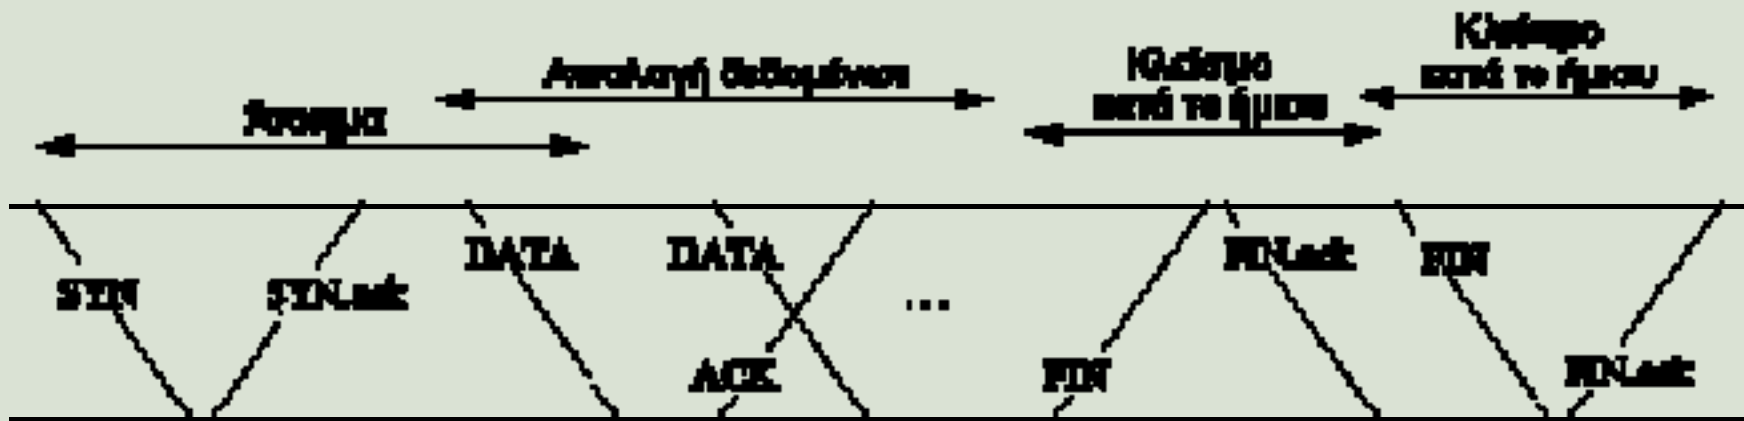 Άνοιγμα
Ανταλλαγή δεδομένων
Κλείσιμο
κατά το ήμισυ
Κλείσιμο
κατά το ήμισυ
SYN
SYN.ack
DATA
DATA
ACK
...
FIN
FIN.ack
FIN
FIN.ack